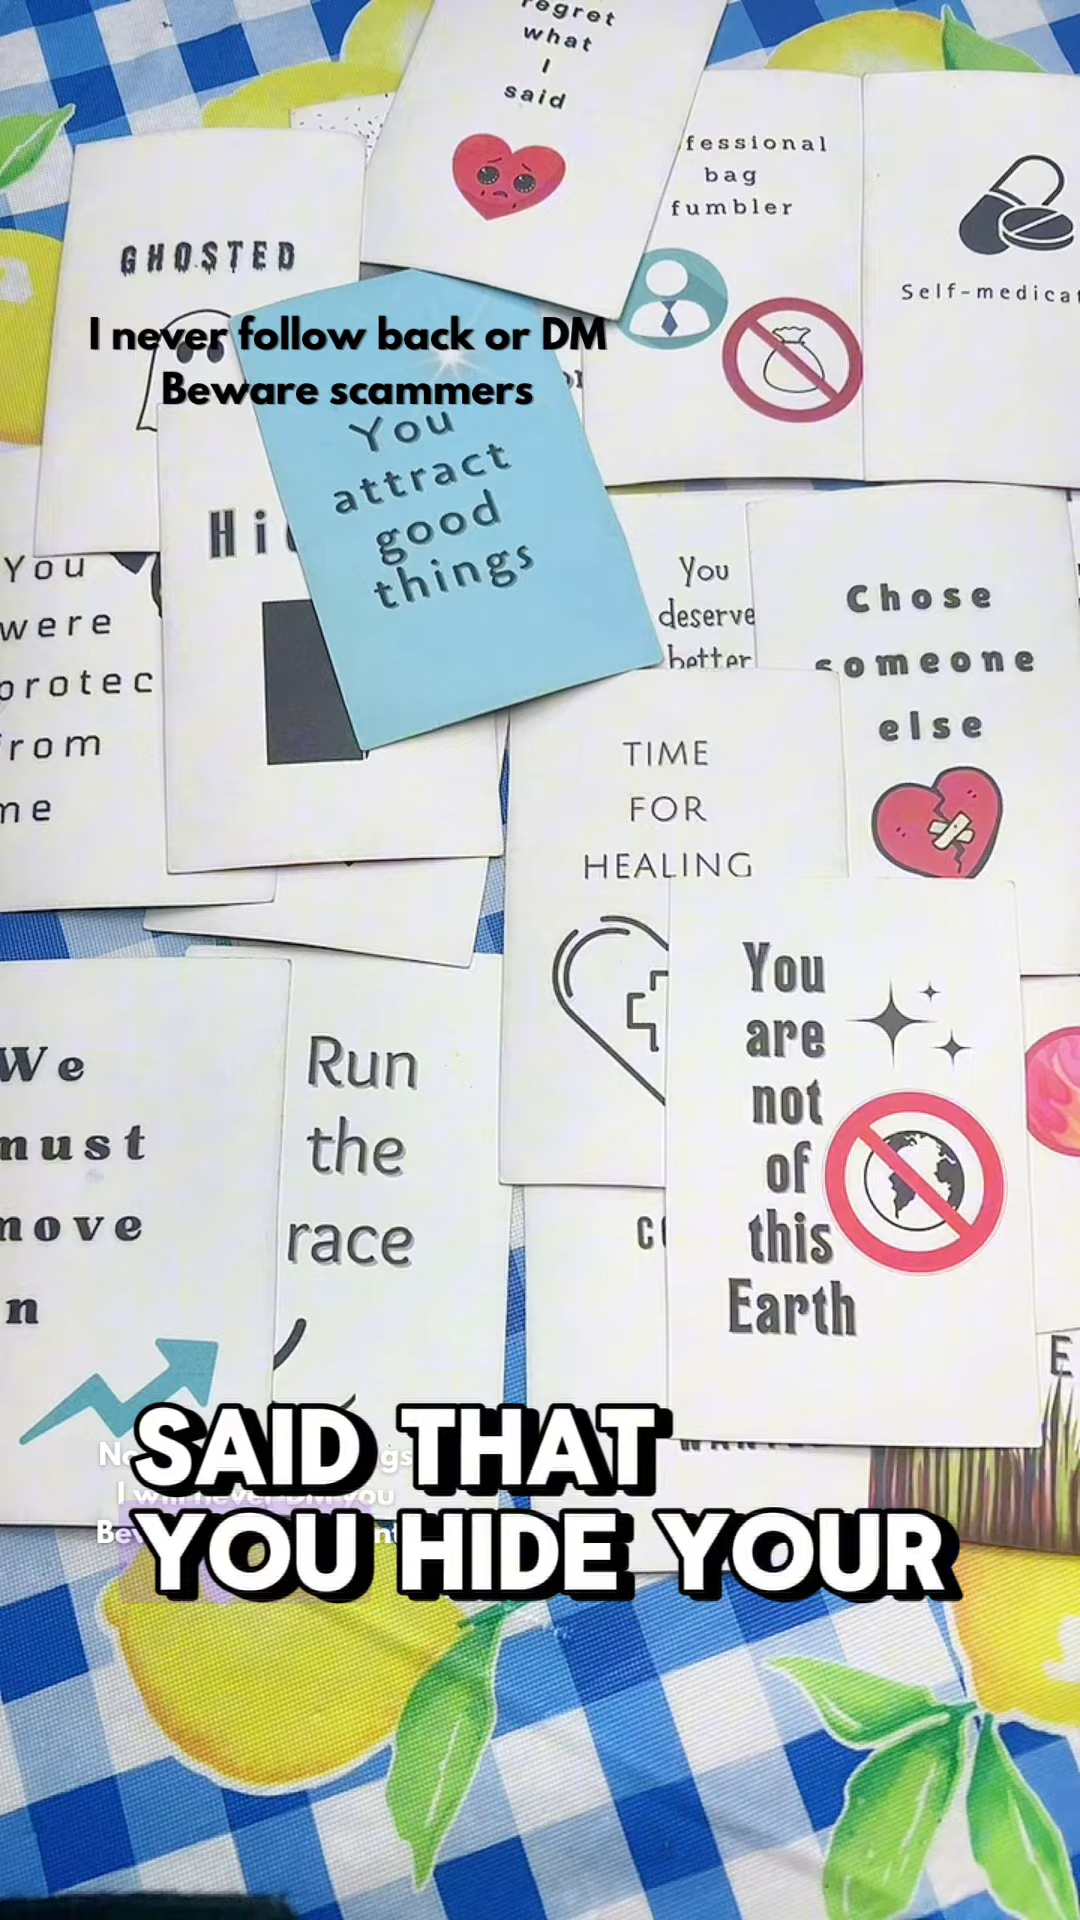 regret
what
I
said
fessional
bag
fumbler
Self-medicat
GHOSTED
I never follow back or DM
Beware scammers
You
attract
good
things
Hi
You
were
protec
from
me
You
deserve
better
Chose
someone
else
TIME
FOR
HEALING
You
are
not
of
this
Earth
We
must
move
n
Run
the
race
E
SAID THAT
YOU HIDE YOUR